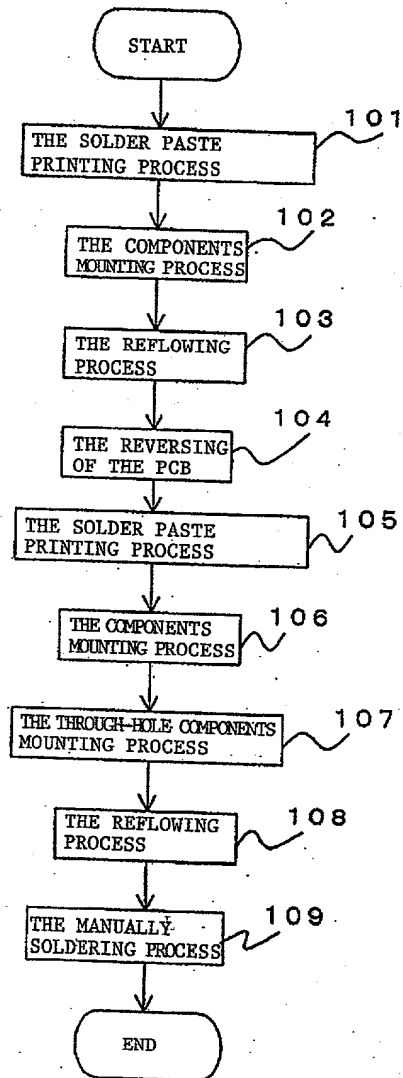 START
101
THE SOLDER PASTE
PRINTING PROCESS
102
THE COMPONENTS
MOUNTING PROCESS
103
THE REFLOWING
PROCESS
104
THE REVERSING
OF THE PCB
105
THE SOLDER PASTE
PRINTING PROCESS
106
THE COMPONENTS
MOUNTING PROCESS
107
THE THROUGH-HOLE COMPONENTS
MOUNTING PROCESS
108
THE REFLOWING
PROCESS
109
THE MANUALLY
SOLDERING PROCESS
END